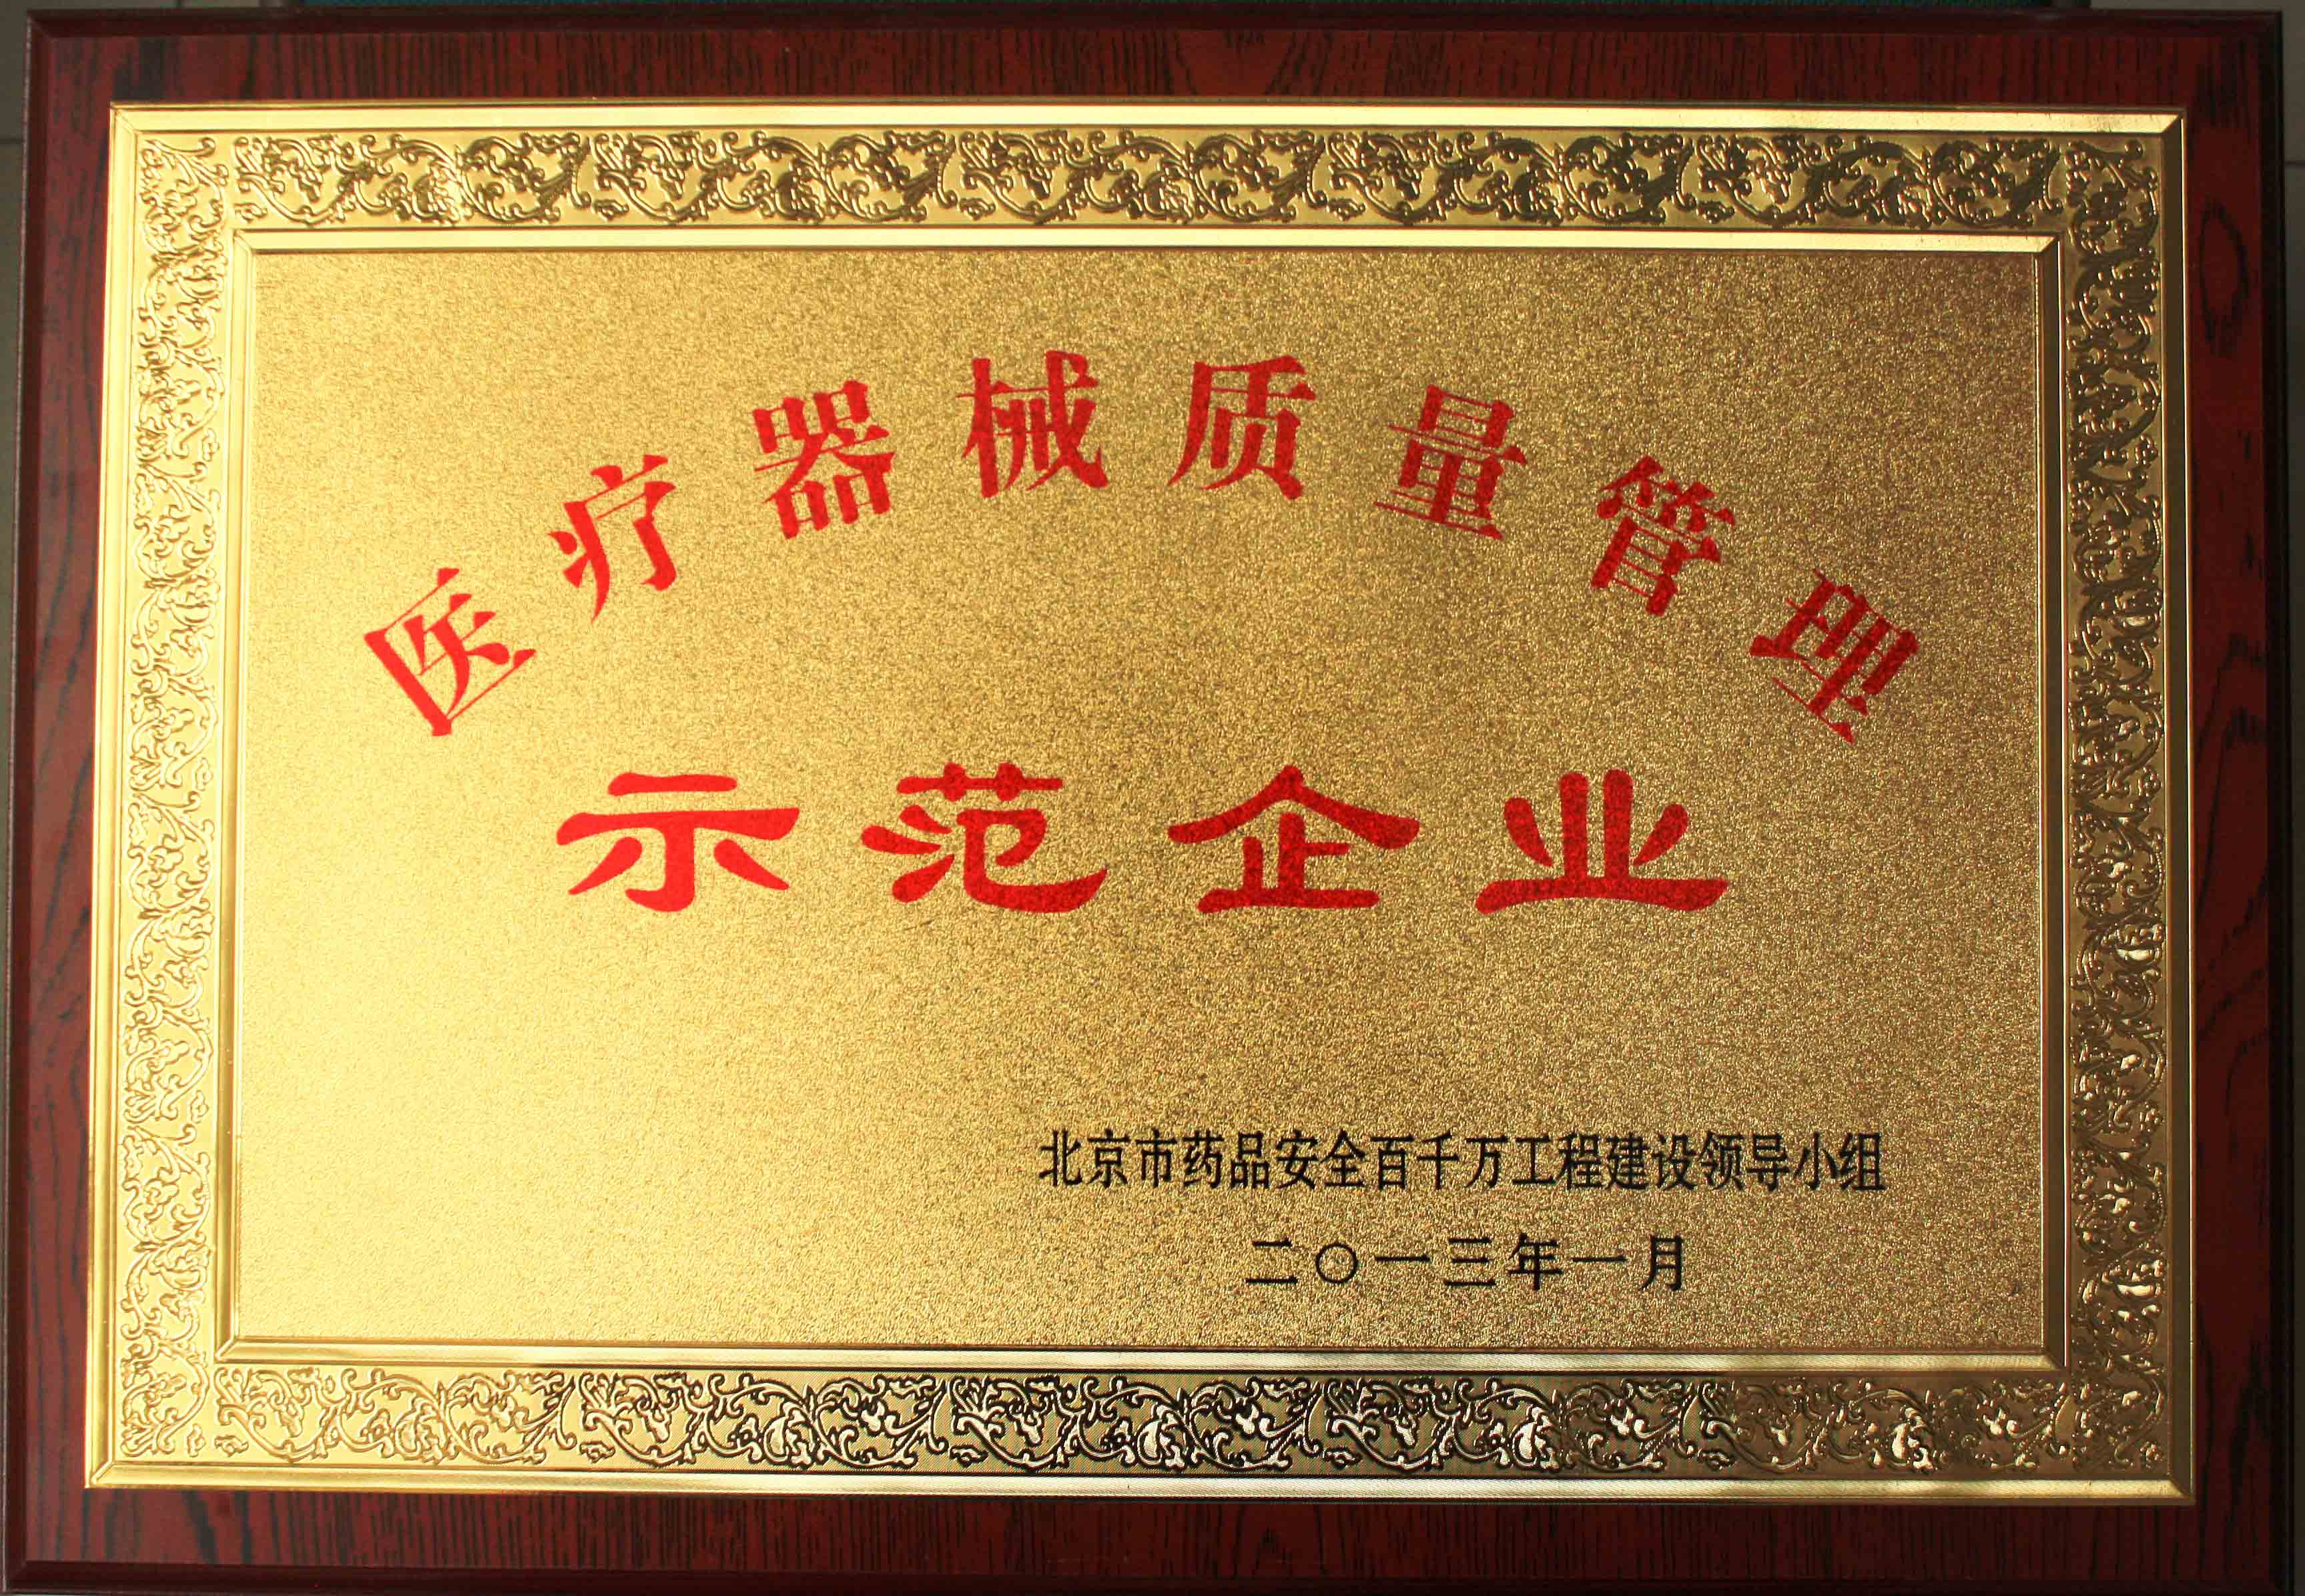 医疗器械质量管理
示范企业
北京市药品安全百千万工程建设领导小组
二〇一三年一月